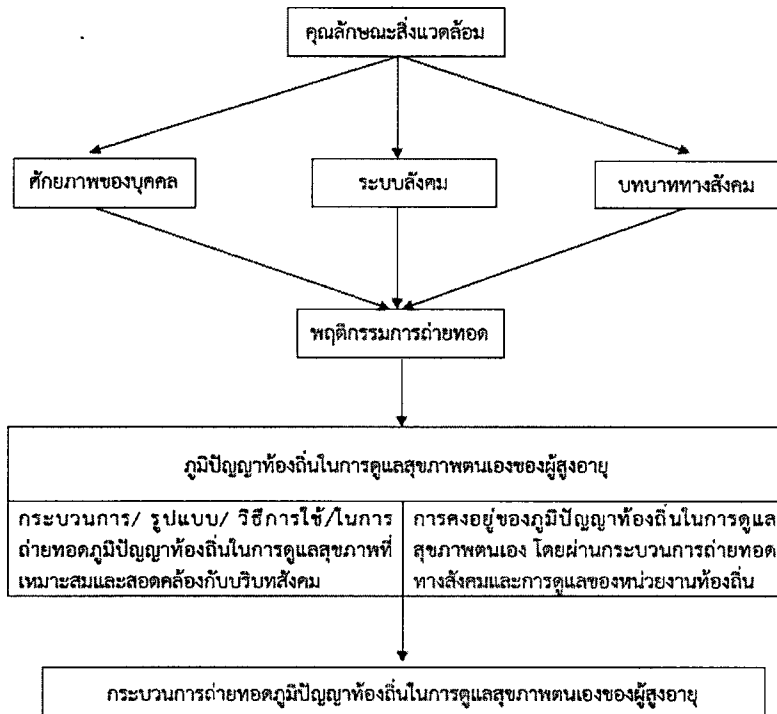 คุณลักษณะสิ่งแวดล้อม
ศักยภาพของบุคคล
ระบบสังคม
บทบาททางสังคม
พฤติกรรมการถ่ายทอด
ภูมิปัญญาท้องถิ่นในการดูแลสุขภาพตนเองของผู้สูงอายุ
กระบวนการ/ รูปแบบ/ วิธีการใช้/ในการ
ถ่ายทอดภูมิปัญญาท้องถิ่นในการดูแลสุขภาพที่
เหมาะสมและสอดคล้องกับบริบทสังคม
การคงอยู่ของภูมิปัญญาท้องถิ่นในการดูแล
สุขภาพตนเอง โดยผ่านกระบวนการถ่ายทอด
ทางสังคมและการดูแลของหน่วยงานท้องถิ่น
กระบวนการถ่ายทอดภูมิปัญญาท้องถิ่นในการดูแลสุขภาพตนเองของผู้สูงอายุ